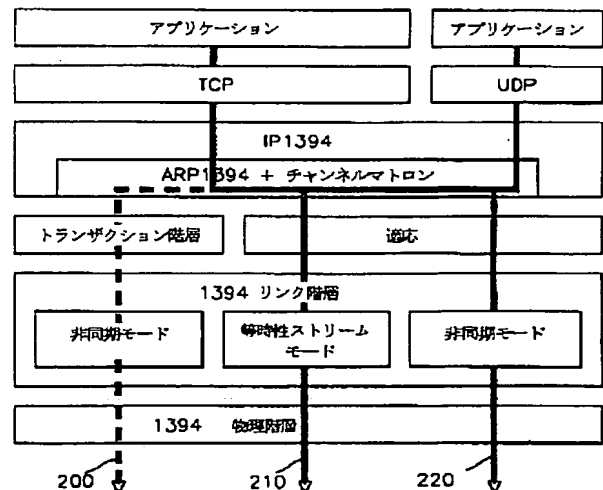 アプリケーション
アプリケーション
TCP
UDP
IP1394
ARP1394 + チャンネルマトロン
トランザクション階層
適応
1394 リンク階層
非同期モード
等時性ストリーム
モード
非同期モード
1394 物理階層
200
210
220